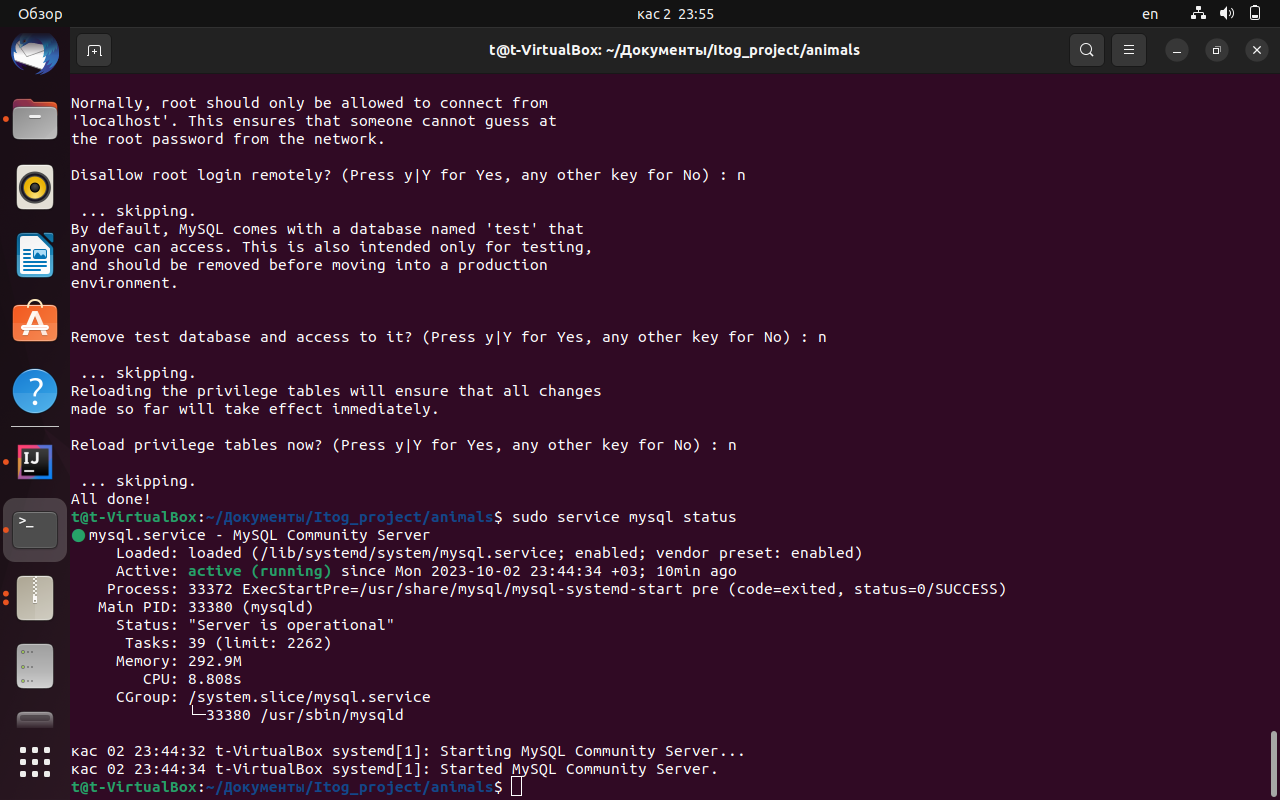 Обзор
кас 2 23:55
en
t@t-VirtualBox: ~/Документы/Itog_project/animals
Normally, root should only be allowed to connect from
'localhost'. This ensures that someone cannot guess at
the root password from the network.
Disallow root login remotely? (Press y|Y for Yes, any other key for No) : n
... skipping.
By default, MySQL comes with a database named 'test' that
anyone can access. This is also intended only for testing,
and should be removed before moving into a production
environment.
Remove test database and access to it? (Press y|Y for Yes, any other key for No) : n
... skipping.
Reloading the privilege tables will ensure that all changes
made so far will take effect immediately.
Reload privilege tables now? (Press y|Y for Yes, any other key for No) : n
... skipping.
All done!
t@t-VirtualBox:~/Документы/Itog_project/animals$ sudo service mysql status
mysql.service - MySQL Community Server
Loaded: loaded (/lib/systemd/system/mysql.service; enabled; vendor preset: enabled)
Active: active (running) since Mon 2023-10-02 23:44:34 +03; 10min ago
Process: 33372 ExecStartPre=/usr/share/mysql/mysql-systemd-start pre (code=exited, status=0/SUCCESS)
Main PID: 33380 (mysqld)
Status: "Server is operational"
Tasks: 39 (limit: 2262)
Memory: 292.9M
CPU: 8.808s
CGroup: /system.slice/mysql.service
└─33380 /usr/sbin/mysqld
кас 02 23:44:32 t-VirtualBox systemd[1]: Starting MySQL Community Server...
кас 02 23:44:34 t-VirtualBox systemd[1]: Started MySQL Community Server.
t@t-VirtualBox:~/Документы/Itog_project/animals$
IJ